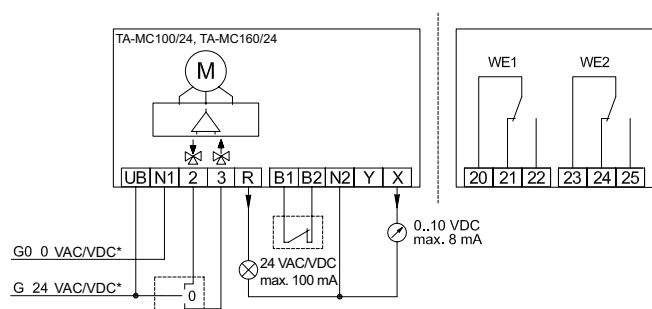 TA-MC100/24, TA-MC160/24
M
WE1 WE2
UB N1 2 3 R B1 B2 N2 Y X
20 21 22 23 24 25
0..10 VDC
max. 8 mA
G0 0 VAC/VDC*
24 VAC/VDC
max. 100 mA
G 24 VAC/VDC*
0